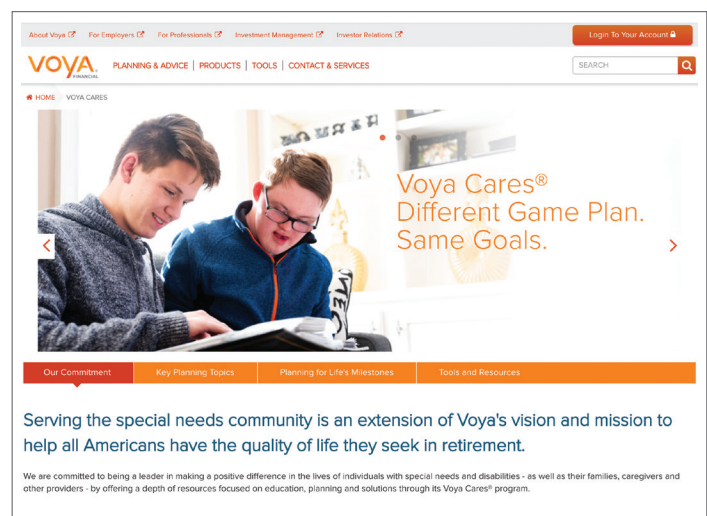 About Voya
For Employers
For Professionals
Investment Management
Investor Relations
Login To Your Account
VOYA
FINANCIAL
PLANNING & ADVICE | PRODUCTS | TOOLS | CONTACT & SERVICES
SEARCH
HOME VOYA CARES
Voya Cares®
Different Game Plan.
Same Goals.
Our Commitment
Key Planning Topics
Planning for Life's Milestones
Tools and Resources
Serving the special needs community is an extension of Voya's vision and mission to
help all Americans have the quality of life they seek in retirement.
We are committed to being a leader in making a positive difference in the lives of individuals with special needs and disabilities - as well as their families, caregivers and
other providers - by offering a depth of resources focused on education, planning and solutions through its Voya Cares® program.